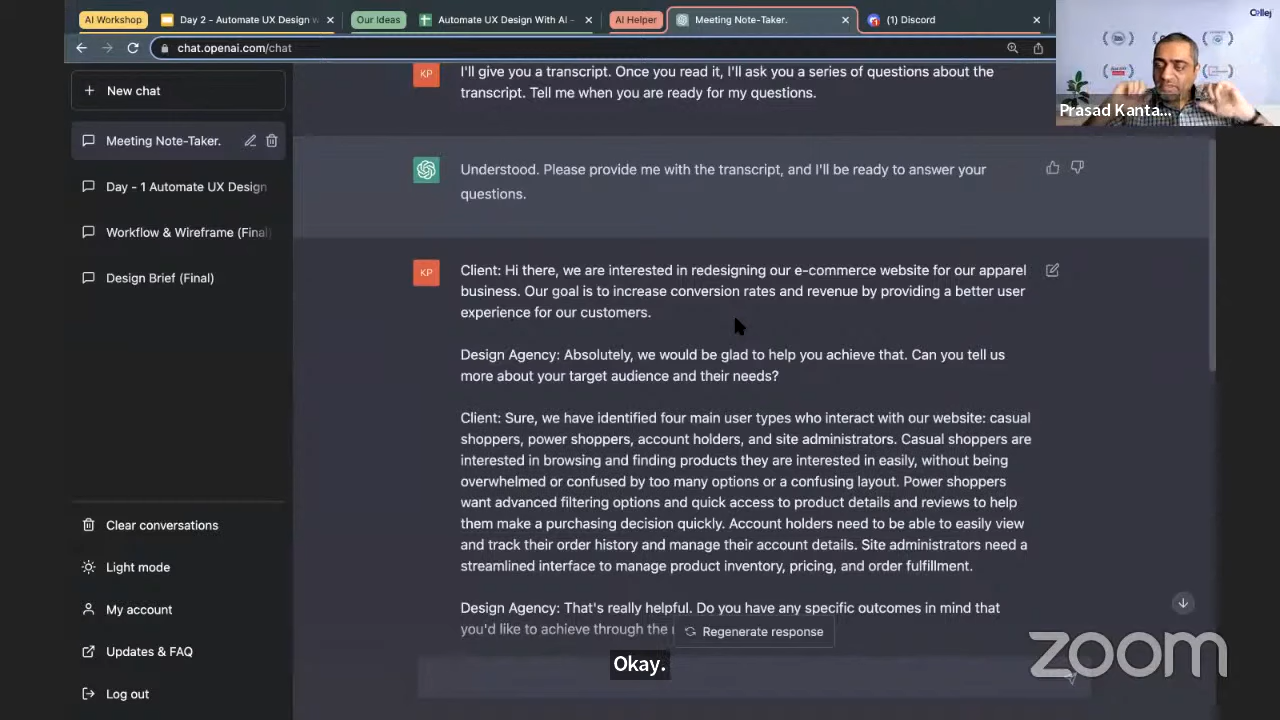 AI Workshop
Day 2 - Automate UX Design w
Our Ideas
Automate UX Design With AI -
AI Helper
Meeting Note-Taker.
(1) Discord
chat.openai.com/chat
Prasad Kanta...
New chat
Meeting Note-Taker.
Day - 1 Automate UX Design
Workflow & Wireframe (Final)
Design Brief (Final)
Clear conversations
Light mode
My account
Updates & FAQ
Log out
KP
I'll give you a transcript. Once you read it, I'll ask you a series of questions about the
transcript. Tell me when you are ready for my questions.
Understood. Please provide me with the transcript, and I'll be ready to answer your
questions.
KP
Client: Hi there, we are interested in redesigning our e-commerce website for our apparel
business. Our goal is to increase conversion rates and revenue by providing a better user
experience for our customers.
Design Agency: Absolutely, we would be glad to help you achieve that. Can you tell us
more about your target audience and their needs?
Client: Sure, we have identified four main user types who interact with our website: casual
shoppers, power shoppers, account holders, and site administrators. Casual shoppers are
interested in browsing and finding products they are interested in easily, without being
overwhelmed or confused by too many options or a confusing layout. Power shoppers
want advanced filtering options and quick access to product details and reviews to help
them make a purchasing decision quickly. Account holders need to be able to easily view
and track their order history and manage their account details. Site administrators need a
streamlined interface to manage product inventory, pricing, and order fulfillment.
Design Agency: That's really helpful. Do you have any specific outcomes in mind that
you'd like to achieve through the
Regenerate response
Okay.
zoom